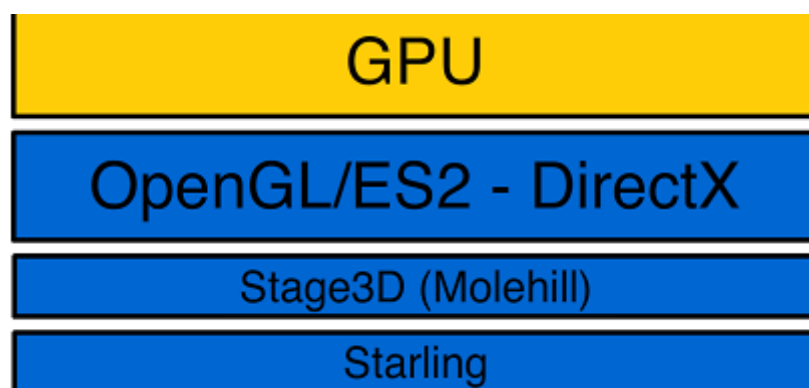 GPU
OpenGL/ES2 - DirectX
Stage3D (Molehill)
Starling